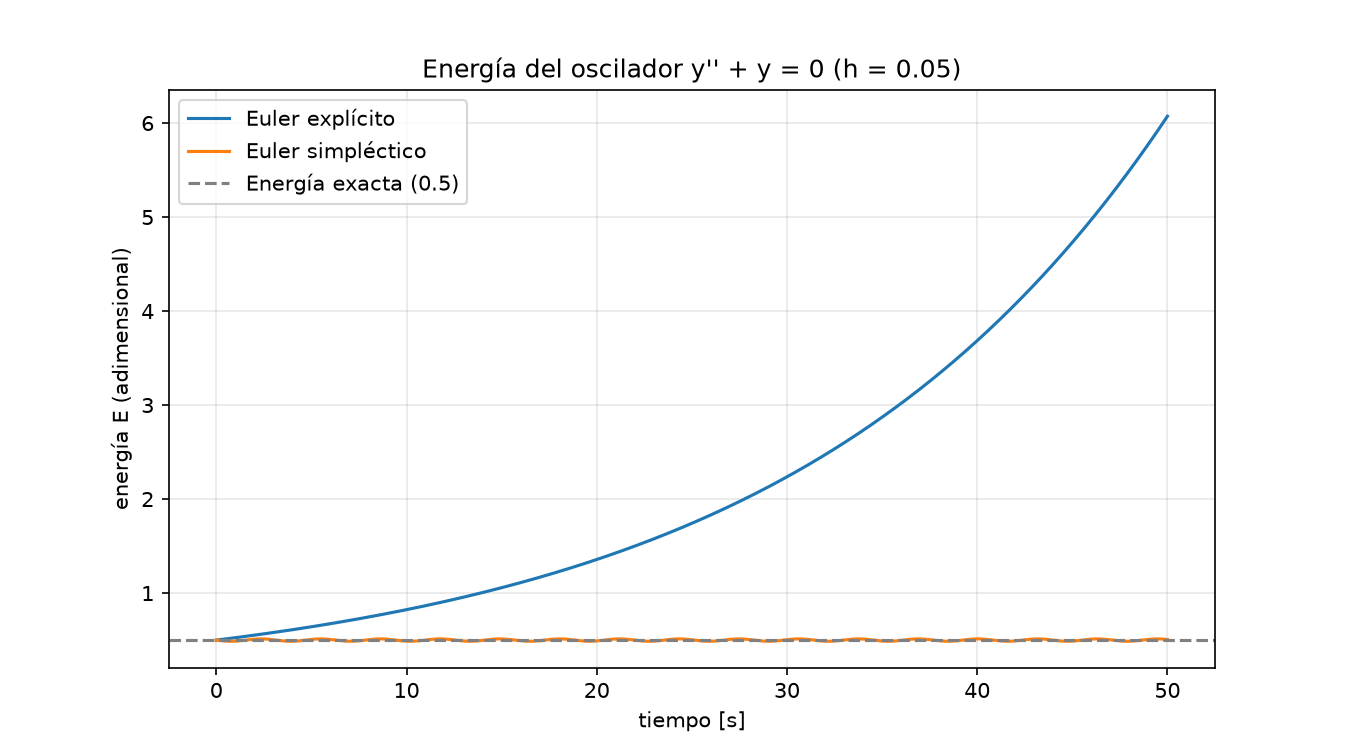 Energía del oscilador y'' + y = 0 (h = 0.05)
Euler explícito
Euler simpléctico
Energía exacta (0.5)
energía E (adimensional)
6
5
4
3
2
1
0 10 20 30 40 50
tiempo [s]